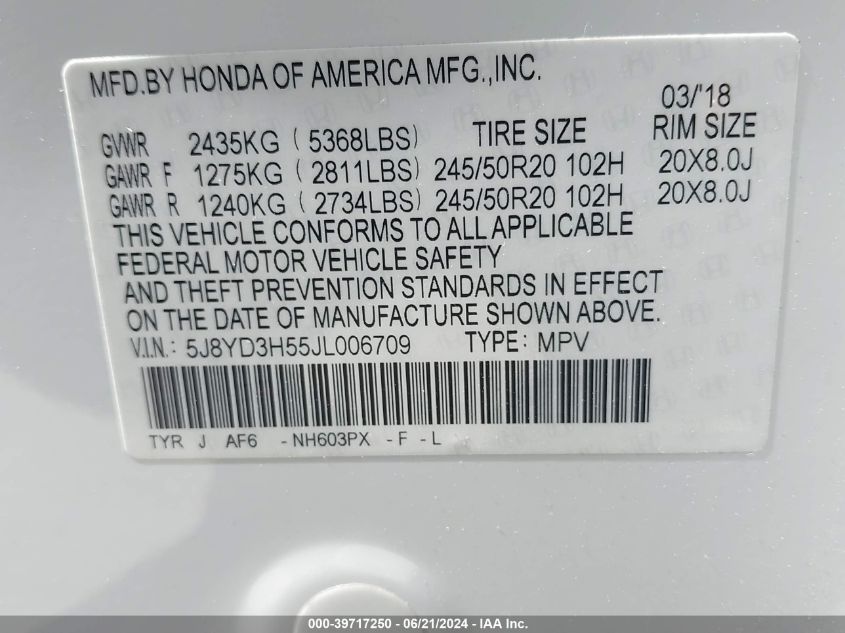 MFD.BY HONDA OF AMERICA MFG.,INC.
03/'18
GVWR 2435KG ( 5368LBS) TIRE SIZE RIM SIZE
GAWR F 1275KG ( 2811LBS) 245/50R20 102H 20X8.0J
GAWR R 1240KG ( 2734LBS) 245/50R20 102H 20X8.0J
THIS VEHICLE CONFORMS TO ALL APPLICABLE
FEDERAL MOTOR VEHICLE SAFETY
AND THEFT PREVENTION STANDARDS IN EFFECT
ON THE DATE OF MANUFACTURE SHOWN ABOVE.
V.I.N.: 5J8YD3H55JL006709 TYPE: MPV
TYR J AF6 -NH603PX -F -L
000-39717250 - 06/21/2024 - IAA Inc.